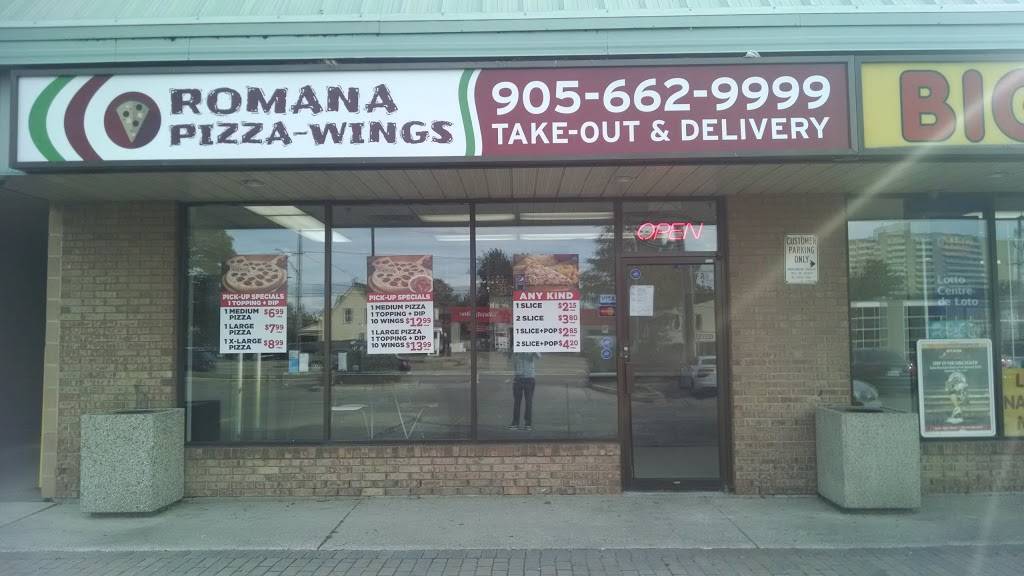 ROMANA
PIZZA-WINGS
905-662-9999
TAKE-OUT & DELIVERY
BIG
OPEN
PICK-UP SPECIALS
1 TOPPING + DIP
1 MEDIUM PIZZA $6.99
1 LARGE PIZZA $7.99
1 X-LARGE PIZZA $8.99
PICK-UP SPECIALS
1 MEDIUM PIZZA
1 TOPPING + DIP
10 WINGS $12.99
1 LARGE PIZZA
1 TOPPING + DIP
10 WINGS $13.99
ANY KIND
1 SLICE
2 SLICE $3.80
1 SLICE+POP $2.85
2 SLICE+POP $4.20
CUSTOMER
PARKING
ONLY
Lotto
Centre
de Loto